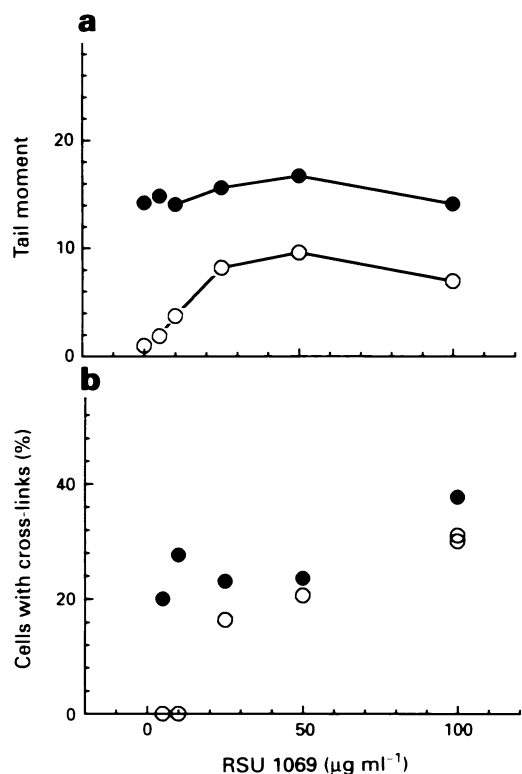 a
Tail moment
20
10
0
b
Cells with cross-links (%)
40
20
0
0 50 100
RSU 1069 (μg ml⁻¹)